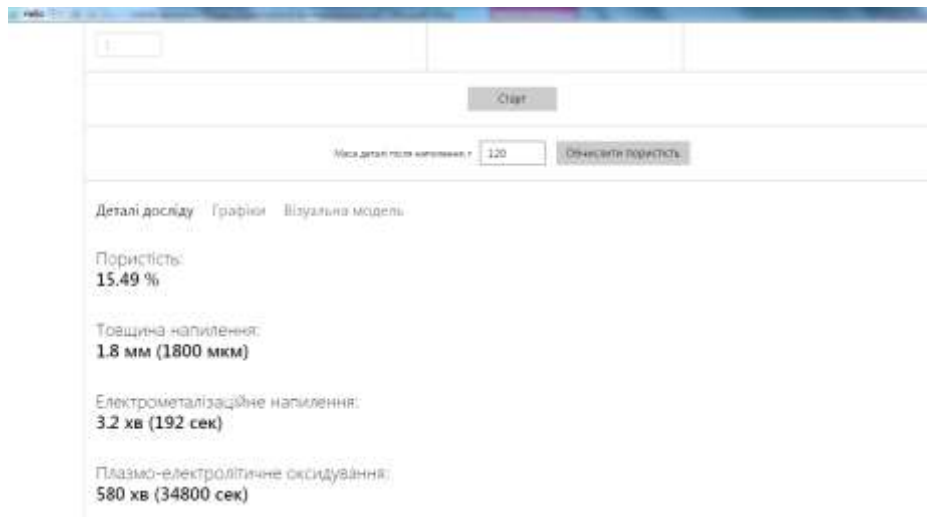 Старт
Маса деталі після напилення, г 120 Обчислити пористість
Деталі досліду Графіки Візуальна модель
Пористість:
15.49 %
Товщина напилення:
1.8 мм (1800 мкм)
Електрометалізаційне напилення:
3.2 хв (192 сек)
Плазмо-електролітичне оксидування:
580 хв (34800 сек)